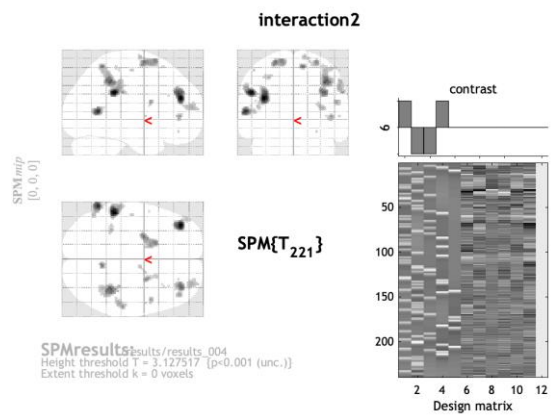 interaction2
SPMmip
[0, 0, 0]
<
<
<
SPM{T221}
contrast
6
50
100
150
200
2 4 6 8 10 12
Design matrix
SPMresults: results/results_004
Height threshold T = 3.127517 {p<0.001 (unc.)}
Extent threshold k = 0 voxels